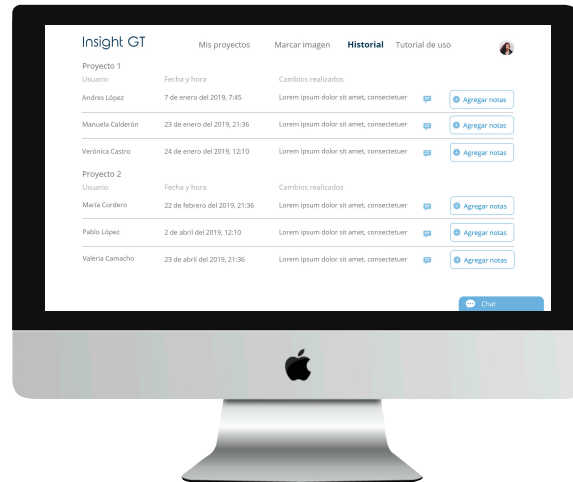 Insight GT Mis proyectos Marcar imagen Historial Tutorial de uso
Proyecto 1
Usuario Fecha y hora Cambios realizados
Andres López 7 de enero del 2019, 7:45 Lorem ipsum dolor sit amet, consectetuer Agregar notas
Manuela Calderón 23 de enero del 2019, 21:36 Lorem ipsum dolor sit amet, consectetuer Agregar notas
Verónica Castro 24 de enero del 2019, 12:10 Lorem ipsum dolor sit amet, consectetuer Agregar notas
Proyecto 2
Usuario Fecha y hora Cambios realizados
María Cordero 22 de febrero del 2019, 21:36 Lorem ipsum dolor sit amet, consectetuer Agregar notas
Pablo López 2 de abril del 2019, 12:10 Lorem ipsum dolor sit amet, consectetuer Agregar notas
Valeria Camacho 23 de abril del 2019, 21:36 Lorem ipsum dolor sit amet, consectetuer Agregar notas
Chat